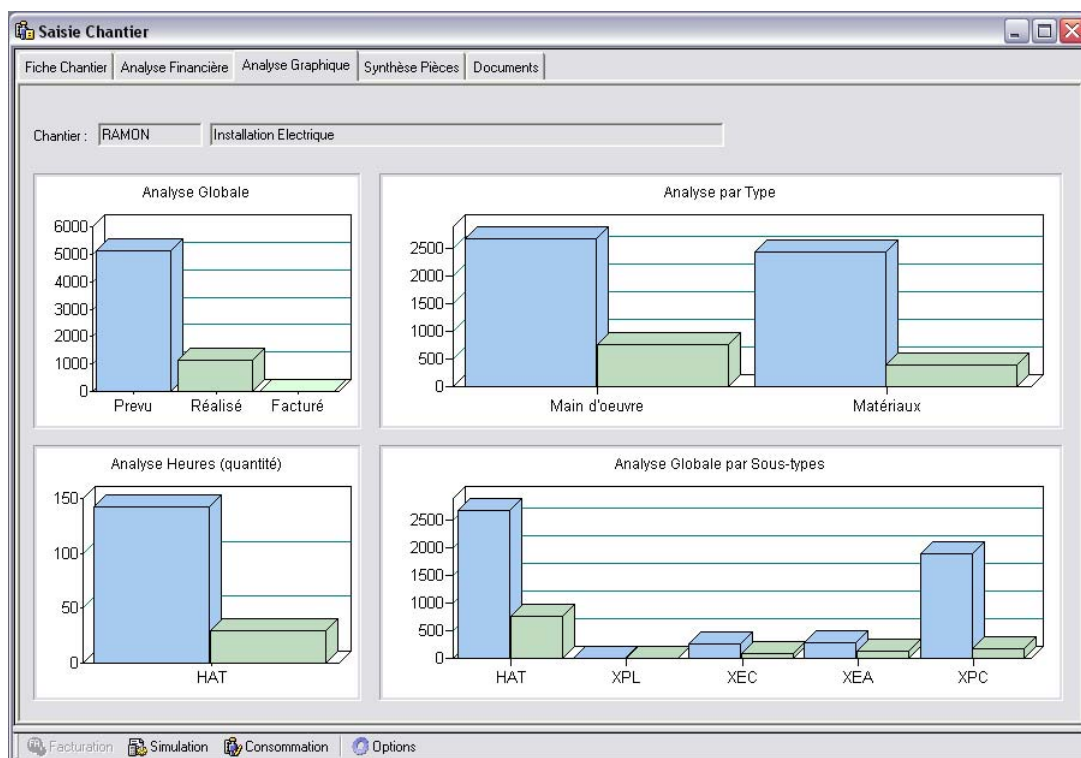 Saisie Chantier
Fiche Chantier Analyse Financière Analyse Graphique Synthèse Pièces Documents
Chantier : RAMON Installation Electrique
Analyse Globale
6000
5000
4000
3000
2000
1000
0
Prevu Réalisé Facturé
Analyse par Type
2500
2000
1500
1000
500
0
Main d'oeuvre Matériaux
Analyse Heures (quantité)
150
100
50
0
HAT
Analyse Globale par Sous-types
2500
2000
1500
1000
500
0
HAT XPL XEC XEA XPC
Facturation Simulation Consommation Options